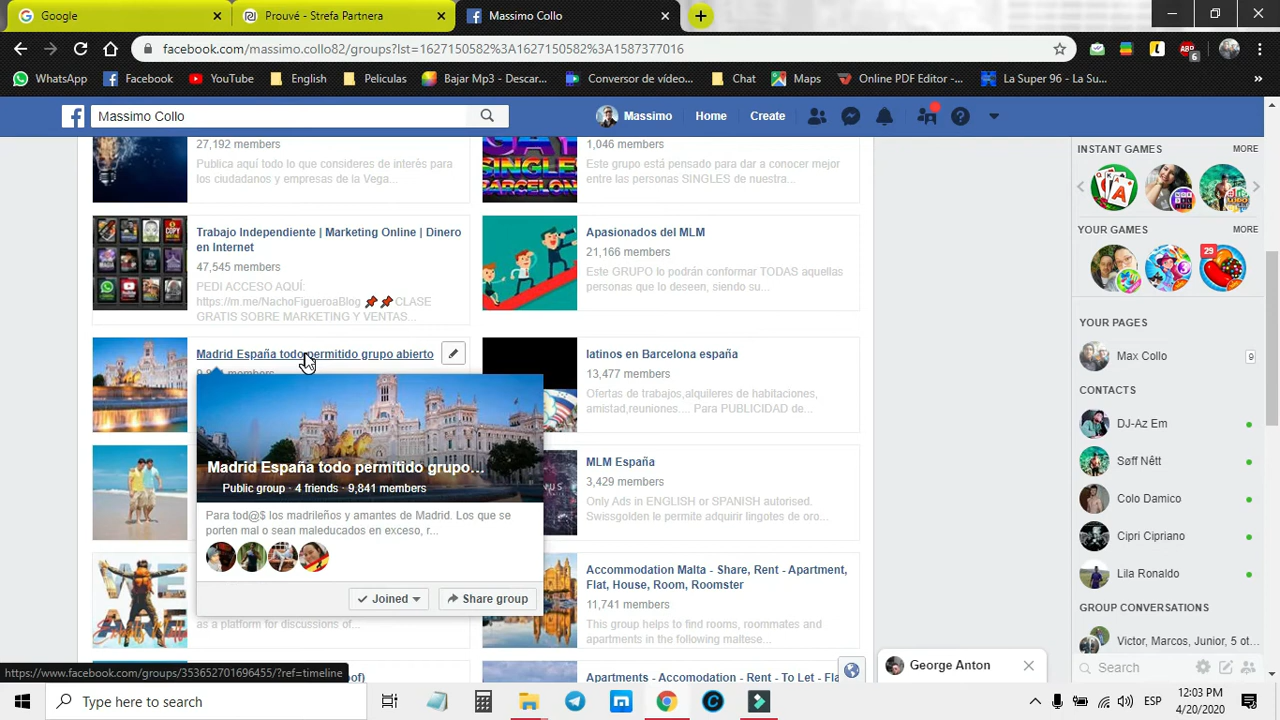 Google
Prouvé - Strefa Partnera
Massimo Collo
facebook.com/massimo.collo82/groups?lst=1627150582%3A1627150582%3A1587377016
6
WhatsApp
Facebook
YouTube
English
Peliculas
Bajar Mp3 - Descar...
Conversor de vídeo...
Chat
Maps
Online PDF Editor -...
La Super 96 - La Su...
Massimo Collo
Massimo
Home
Create
27,192 members
Publica aquí todo lo que consideres de interés para
los ciudadanos y empresas de la Vega...
SINGLES
BARCELON
1,046 members
Este grupo está pensado para dar a conocer mejor
entre las personas SINGLES de nuestra...
Trabajo Independiente | Marketing Online | Dinero
en Internet
47,545 members
PEDI ACCESO AQUÍ:
https://m.me/NachoFigueroaBlog 📌📌CLASE
GRATIS SOBRE MARKETING Y VENTAS...
Apasionados del MLM
21,166 members
Este GRUPO lo podrán conformar TODAS aquellas
personas que lo deseen, siendo su...
Madrid España todo permitido grupo abierto
members
Madrid España todo permitido grupo...
Public group · 4 friends · 9,841 members
Para tod@$ los madrileños y amantes de Madrid. Los que se
porten mal o sean maleducados en exceso, r...
Joined
Share group
as a platform for discussions of...
latinos en Barcelona españa
13,477 members
Ofertas de trabajos,alquileres de habitaciones,
amistad,reuniones.... Para PUBLICIDAD de...
MLM España
3,429 members
Only Ads in ENGLISH or SPANISH autorised.
Swissgolden le permite adquirir lingotes de oro...
Accommodation Malta - Share, Rent - Apartment,
Flat, House, Room, Roomster
11,741 members
This group helps to find rooms, roommates and
apartments in the following maltese...
Apartments - Accomodation - Rent - To Let - Fla
INSTANT GAMES
MORE
YOUR GAMES
MORE
29
YOUR PAGES
Max Collo
9
CONTACTS
DJ-Az Em
Søff Nêtt
Colo Damico
Cipri Cipriano
Lila Ronaldo
GROUP CONVERSATIONS
Victor, Marcos, Junior, 5 ot...
Search
George Anton
https://www.facebook.com/groups/353652701696455/?ref=timeline
Type here to search
ESP
12:03 PM
4/20/2020